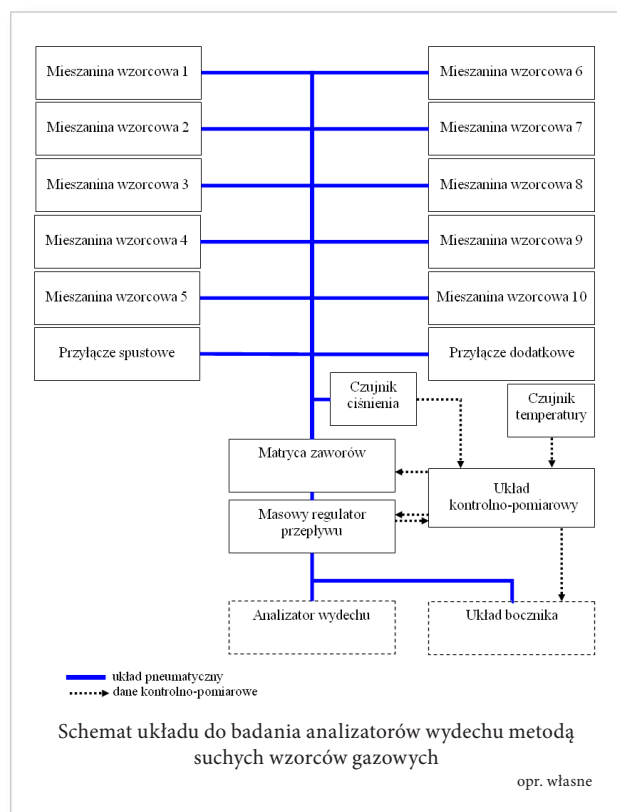 Mieszanina wzorcowa 1
Mieszanina wzorcowa 6
Mieszanina wzorcowa 2
Mieszanina wzorcowa 7
Mieszanina wzorcowa 3
Mieszanina wzorcowa 8
Mieszanina wzorcowa 4
Mieszanina wzorcowa 9
Mieszanina wzorcowa 5
Mieszanina wzorcowa 10
Przyłącze spustowe
Przyłącze dodatkowe
Czujnik
ciśnienia
Czujnik
temperatury
Matryca zaworów
Układ
kontrolno-pomiarowy
Masowy regulator
przepływu
Analizator wydechu
Układ bocznika
układ pneumatyczny
dane kontrolno-pomiarowe
Schemat układu do badania analizatorów wydechu metodą
suchych wzorców gazowych
opr. własne